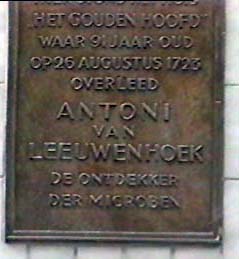 „HET GOUDEN HOOFD"
WAAR 91 JAAR OUD
OP 26 AUGUSTUS 1723
OVERLEED
ANTONI
VAN
LEEUWENHOEK
DE ONTDEKKER
DER MICROBEN